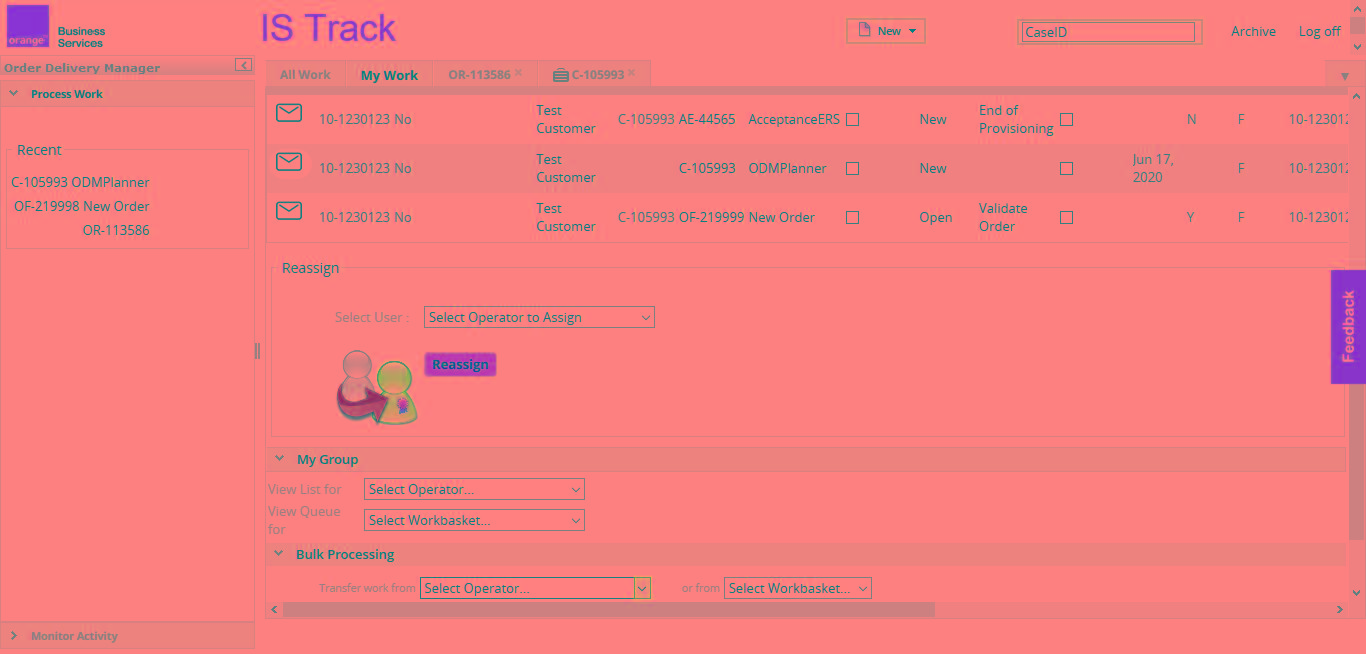 orange™
Business
Services
IS Track
New
CaseID
Archive
Log off
Order Delivery Manager
Process Work
Recent
C-105993 ODMPlanner
OF-219998 New Order
OR-113586
Monitor Activity
All Work
My Work
OR-113586 ×
C-105993 ×
10-1230123 No Test Customer C-105993 AE-44565 AcceptanceERS New End of Provisioning N F 10-12301
10-1230123 No Test Customer C-105993 ODMPlanner New Jun 17, 2020 F 10-12301
10-1230123 No Test Customer C-105993 OF-219999 New Order Open Validate Order Y F 10-12301
Reassign
Select User : Select Operator to Assign
Reassign
My Group
View List for Select Operator...
View Queue for Select Workbasket...
Bulk Processing
Transfer work from Select Operator... or from Select Workbasket...
Feedback